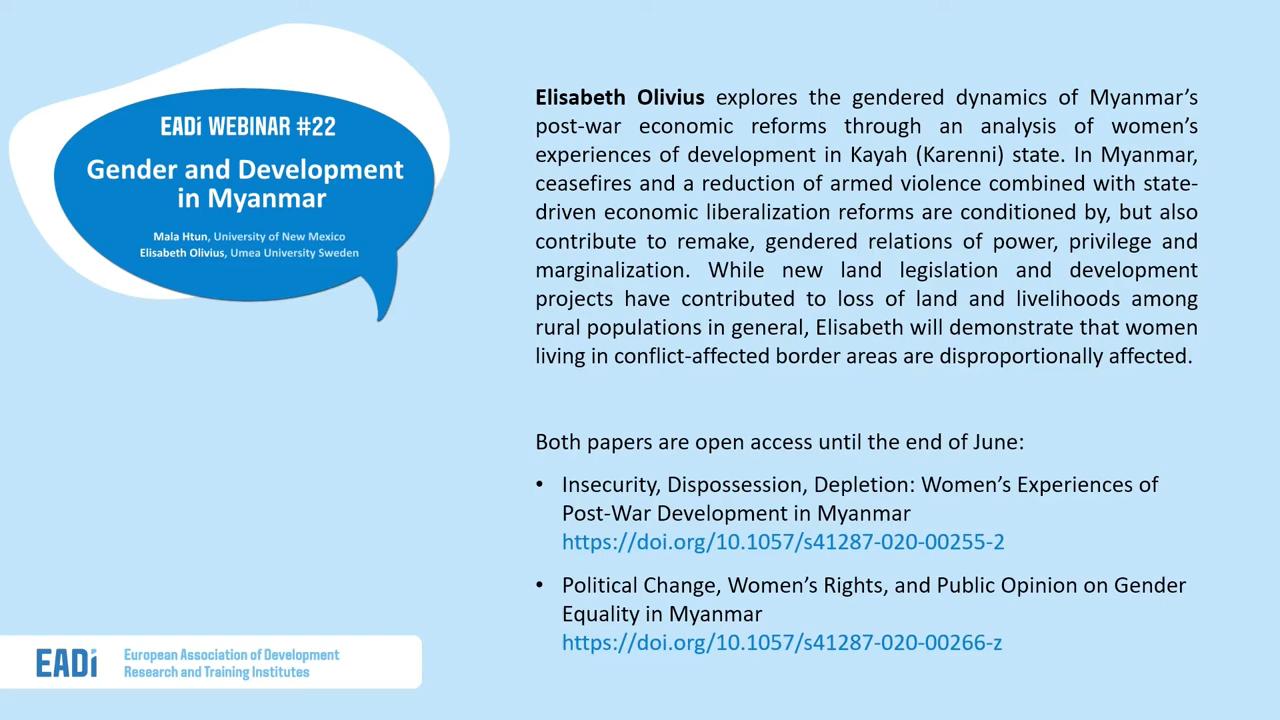 EADi WEBINAR #22
Gender and Development
in Myanmar
Mala Htun, University of New Mexico
Elisabeth Olivius, Umea University Sweden
Elisabeth Olivius explores the gendered dynamics of Myanmar’s
post-war economic reforms through an analysis of women’s
experiences of development in Kayah (Karenni) state. In Myanmar,
ceasefires and a reduction of armed violence combined with state-
driven economic liberalization reforms are conditioned by, but also
contribute to remake, gendered relations of power, privilege and
marginalization. While new land legislation and development
projects have contributed to loss of land and livelihoods among
rural populations in general, Elisabeth will demonstrate that women
living in conflict-affected border areas are disproportionally affected.
Both papers are open access until the end of June:
• Insecurity, Dispossession, Depletion: Women’s Experiences of
Post-War Development in Myanmar
https://doi.org/10.1057/s41287-020-00255-2
• Political Change, Women’s Rights, and Public Opinion on Gender
Equality in Myanmar
https://doi.org/10.1057/s41287-020-00266-z
EADi
European Association of Development
Research and Training Institutes